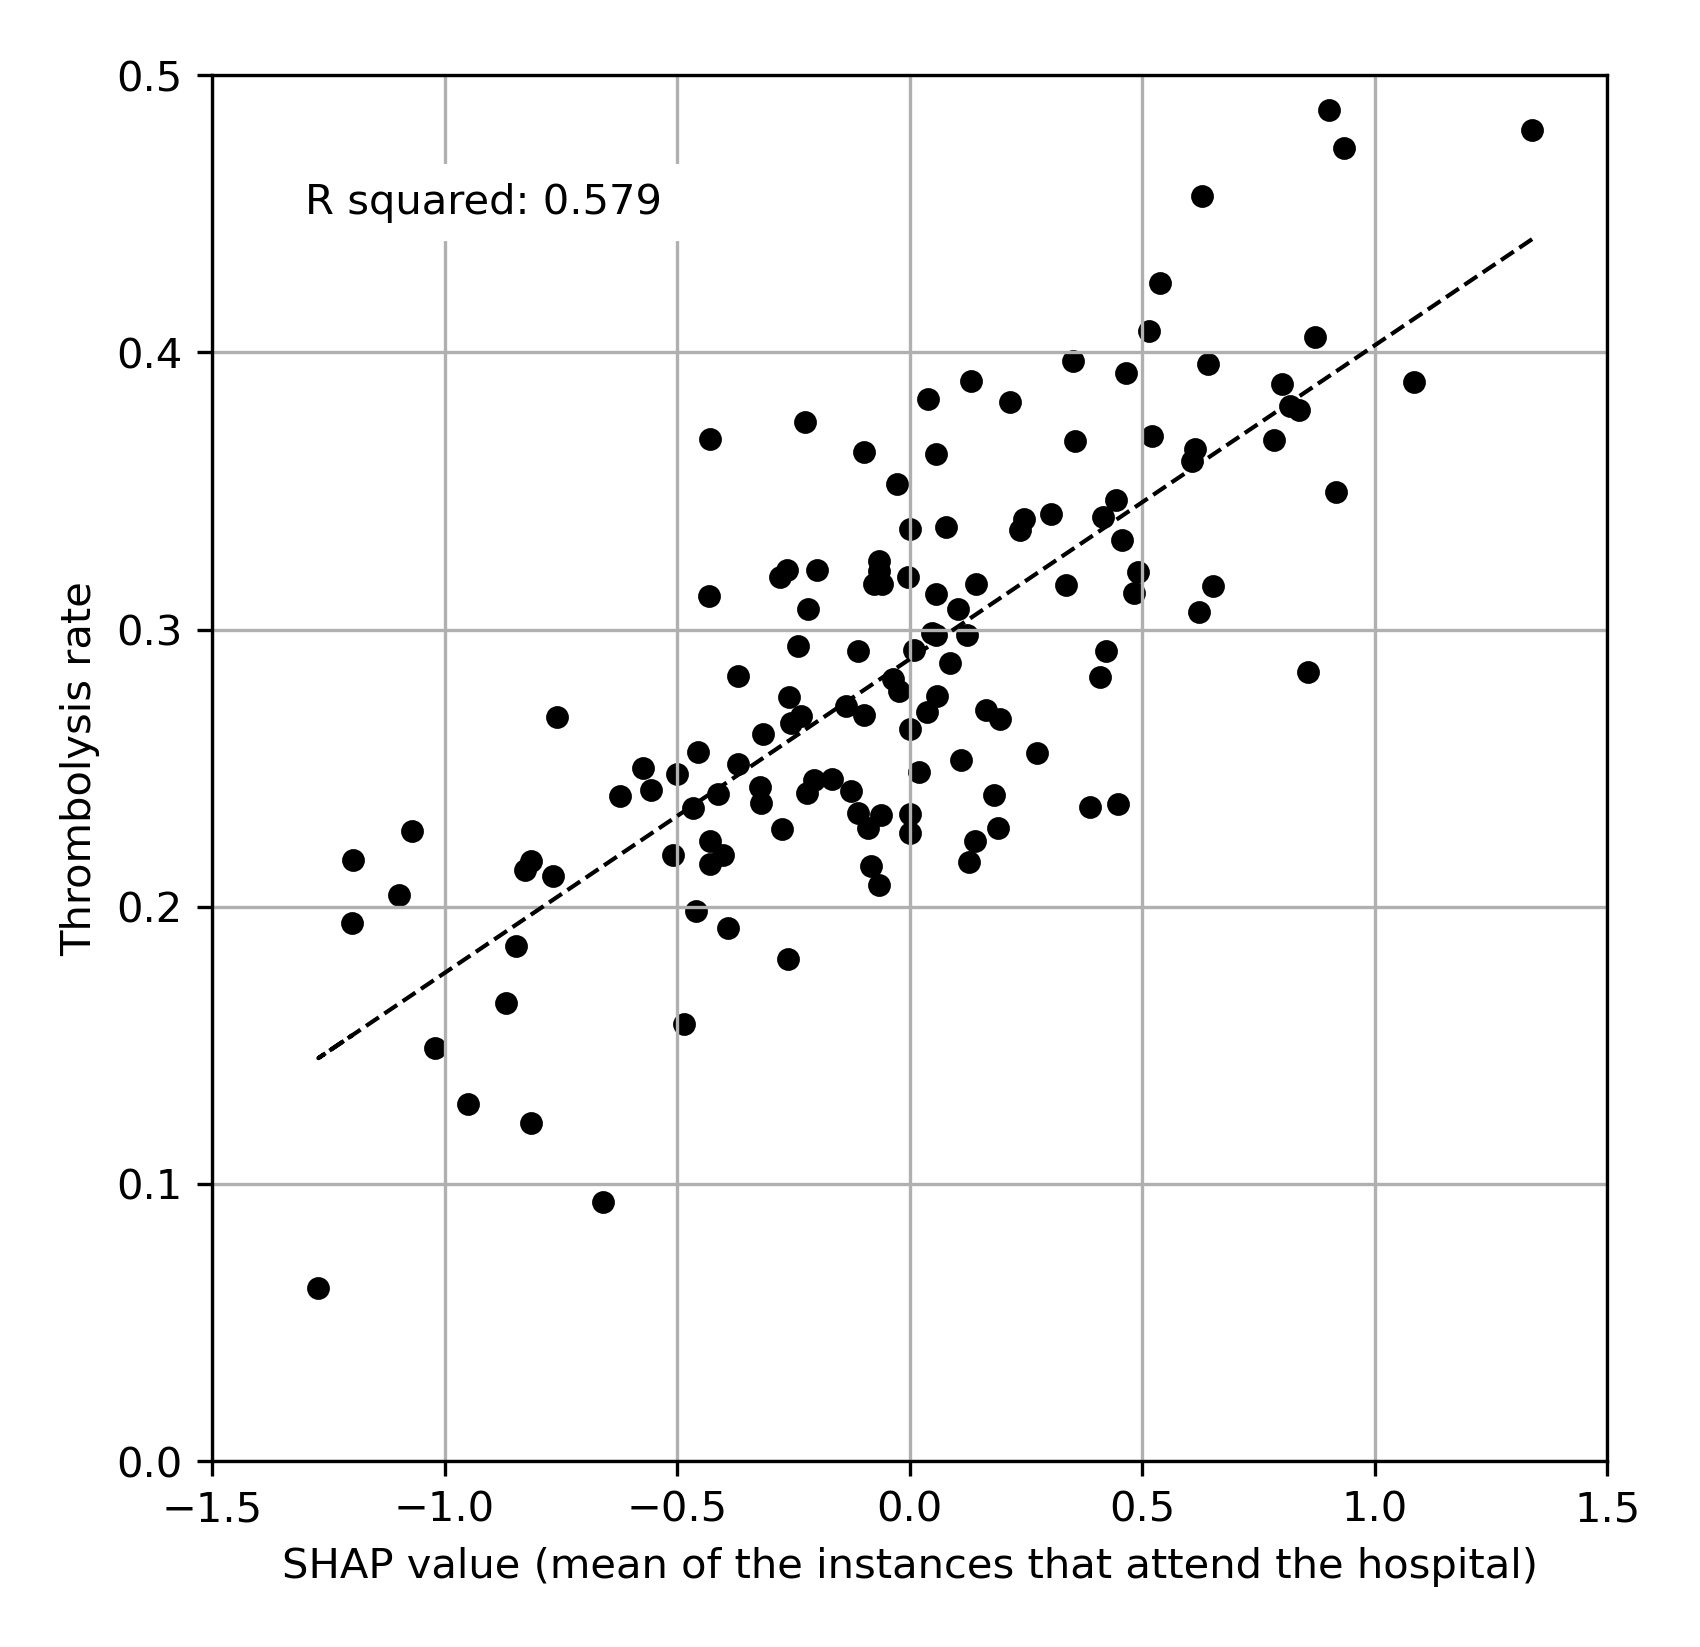 R squared: 0.579
Thrombolysis rate
0.5
0.4
0.3
0.2
0.1
0.0
−1.5 −1.0 −0.5 0.0 0.5 1.0 1.5
SHAP value (mean of the instances that attend the hospital)